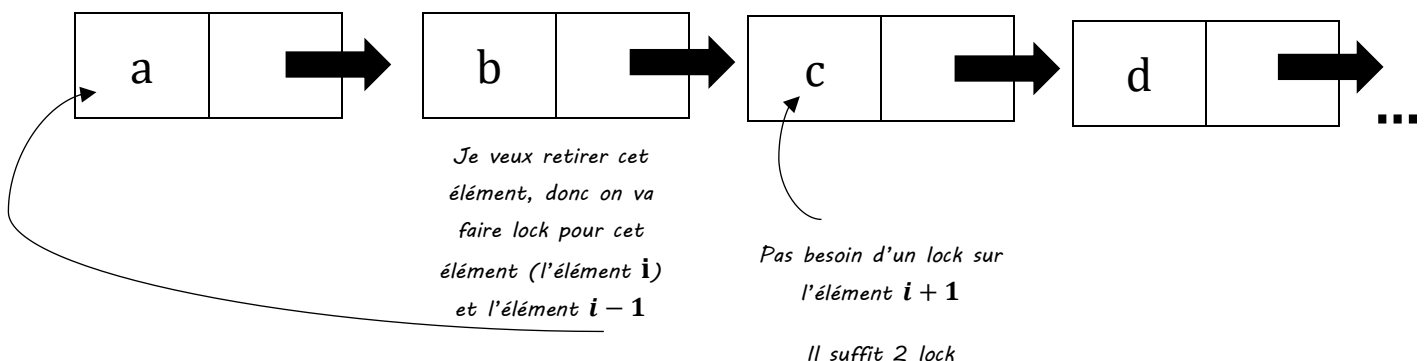 a
b
c
d
...
Je veux retirer cet
élément, donc on va
faire lock pour cet
élément (l'élément i)
et l'élément i − 1
Pas besoin d'un lock sur
l'élément i + 1
Il suffit 2 lock